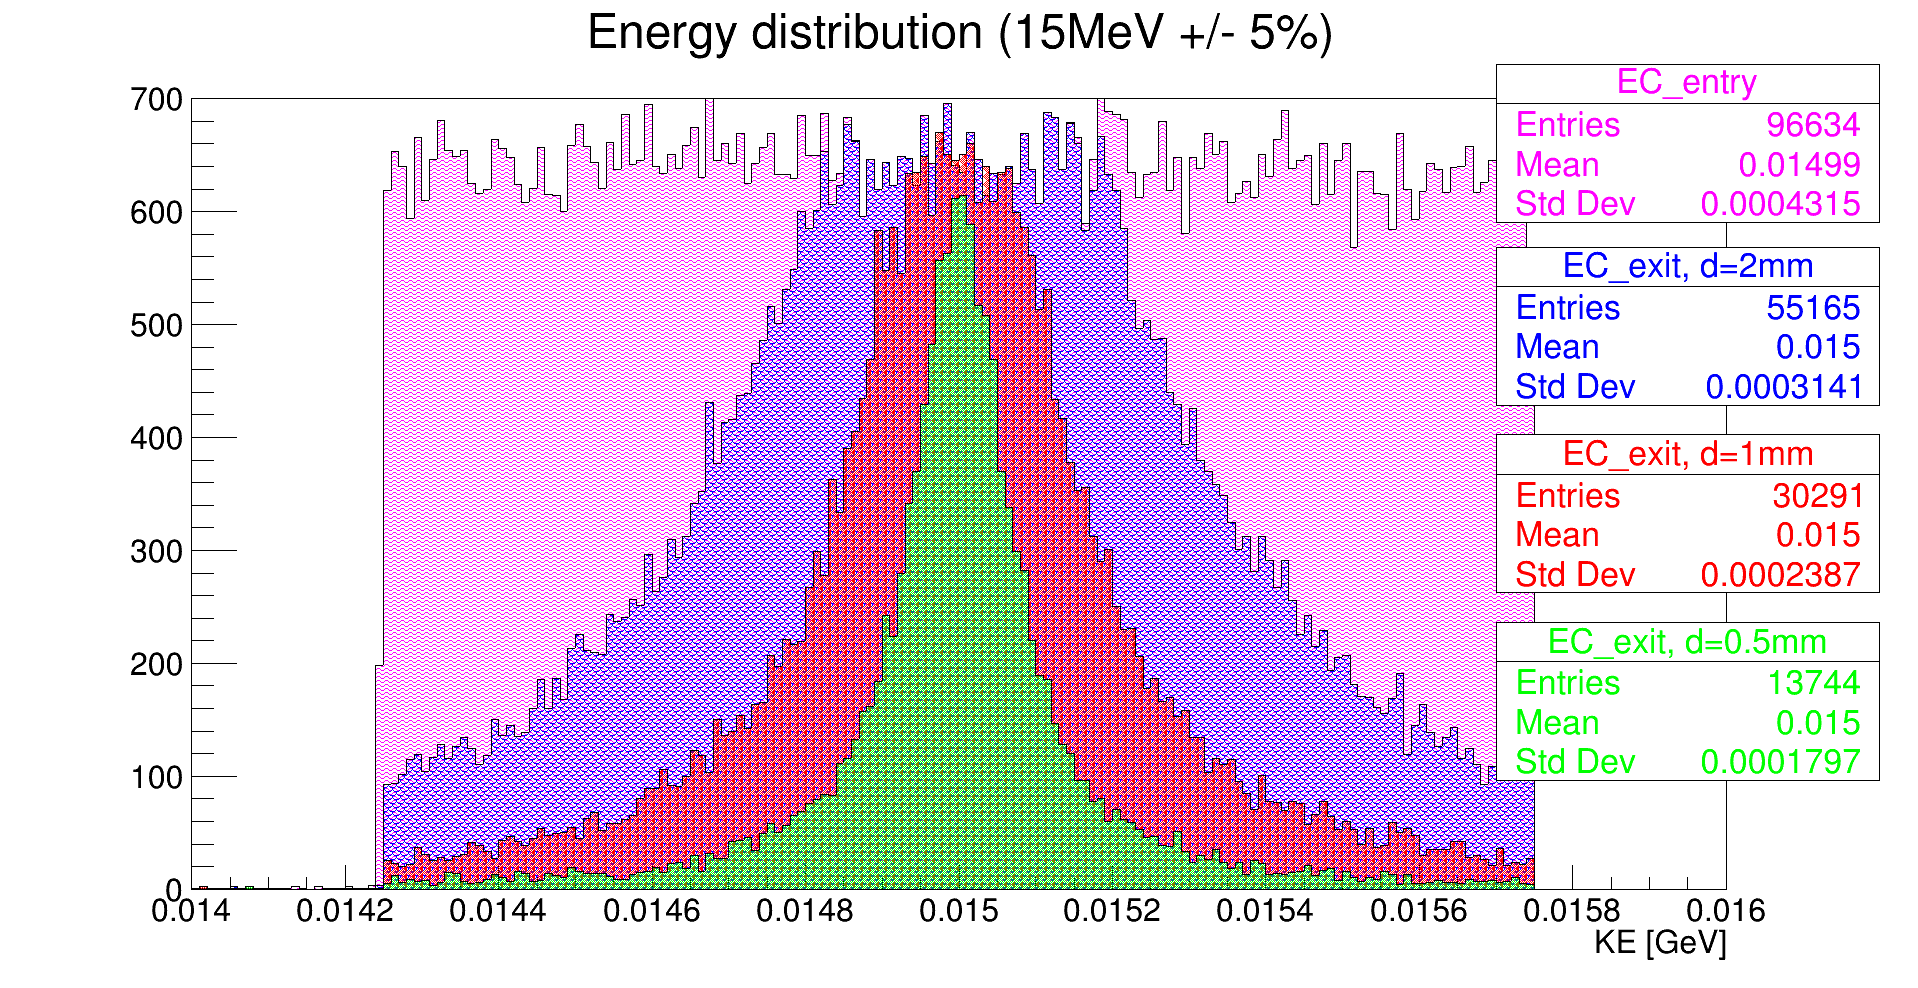 Energy distribution (15MeV +/- 5%)
EC_entry
Entries 96634
Mean 0.01499
Std Dev 0.0004315
EC_exit, d=2mm
Entries 55165
Mean 0.015
Std Dev 0.0003141
EC_exit, d=1mm
Entries 30291
Mean 0.015
Std Dev 0.0002387
EC_exit, d=0.5mm
Entries 13744
Mean 0.015
Std Dev 0.0001797
700
600
500
400
300
200
100
0
0.014 0.0142 0.0144 0.0146 0.0148 0.015 0.0152 0.0154 0.0156 0.0158 0.016
KE [GeV]